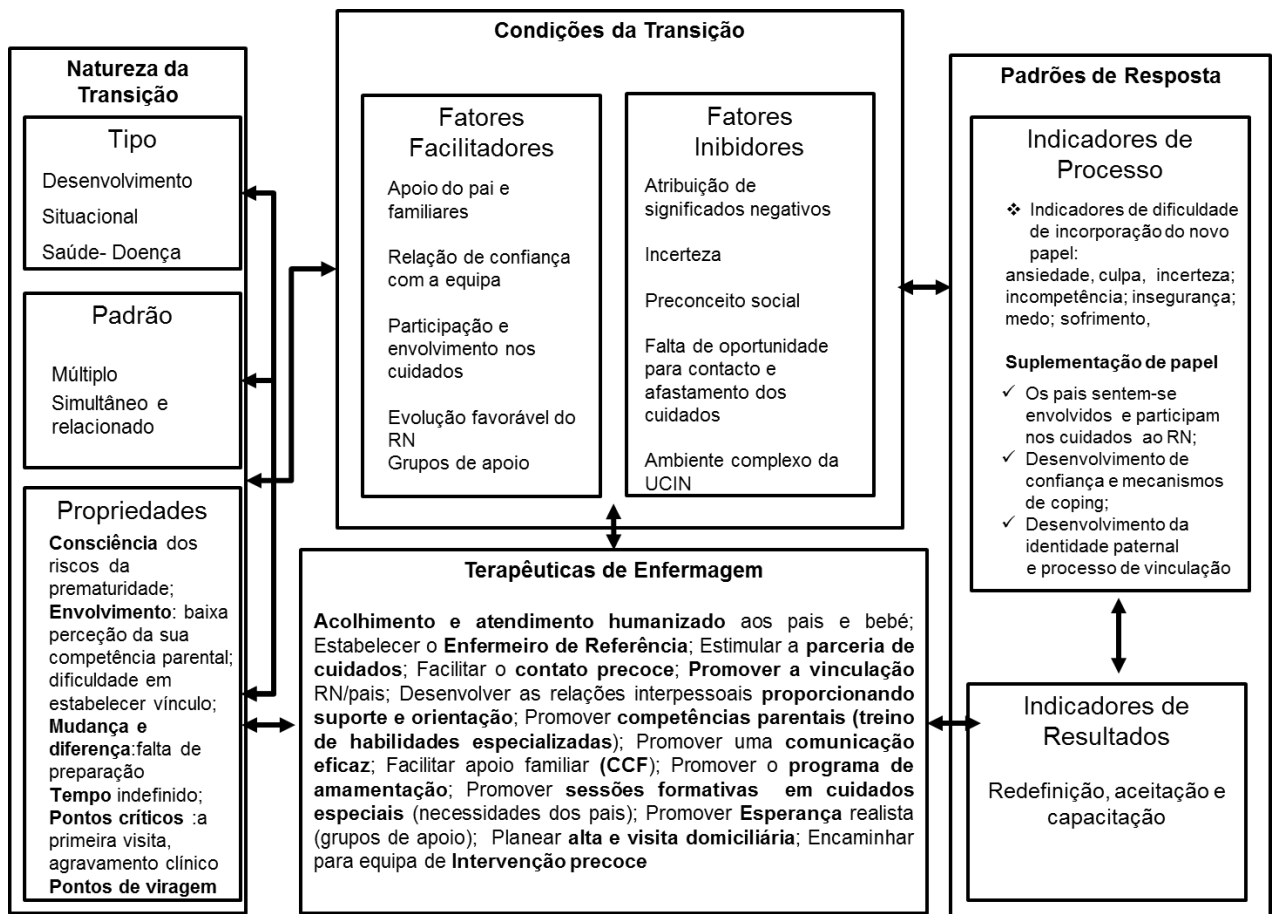 Natureza da
Transição
Tipo
Desenvolvimento
Situacional
Saúde- Doença
Padrão
Múltiplo
Simultâneo e
relacionado
Propriedades
Consciência dos
riscos da
prematuridade;
Envolvimento: baixa
perceção da sua
competência parental;
dificuldade em
estabelecer vínculo;
Mudança e
diferença:falta de
preparação
Tempo indefinido;
Pontos críticos :a
primeira visita,
agravamento clínico
Pontos de viragem
Condições da Transição
Fatores
Facilitadores
Apoio do pai e
familiares
Relação de confiança
com a equipa
Participação e
envolvimento nos
cuidados
Evolução favorável do
RN
Grupos de apoio
Fatores
Inibidores
Atribuição de
significados negativos
Incerteza
Preconceito social
Falta de oportunidade
para contacto e
afastamento dos
cuidados
Ambiente complexo da
UCIN
Terapêuticas de Enfermagem
Acolhimento e atendimento humanizado aos pais e bebé;
Estabelecer o Enfermeiro de Referência; Estimular a parceria de
cuidados; Facilitar o contato precoce; Promover a vinculação
RN/pais; Desenvolver as relações interpessoais proporcionando
suporte e orientação; Promover competências parentais (treino
de habilidades especializadas); Promover uma comunicação
eficaz; Facilitar apoio familiar (CCF); Promover o programa de
amamentação; Promover sessões formativas em cuidados
especiais (necessidades dos pais); Promover Esperança realista
(grupos de apoio); Planear alta e visita domiciliária; Encaminhar
para equipa de Intervenção precoce
Padrões de Resposta
Indicadores de
Processo
❖ Indicadores de dificuldade
de incorporação do novo
papel:
ansiedade, culpa, incerteza;
incompetência; insegurança;
medo; sofrimento,
Suplementação de papel
✓ Os pais sentem-se
envolvidos e participam
nos cuidados ao RN;
✓ Desenvolvimento de
confiança e mecanismos
de coping;
✓ Desenvolvimento da
identidade paternal
e processo de vinculação
Indicadores de
Resultados
Redefinição, aceitação e
capacitação